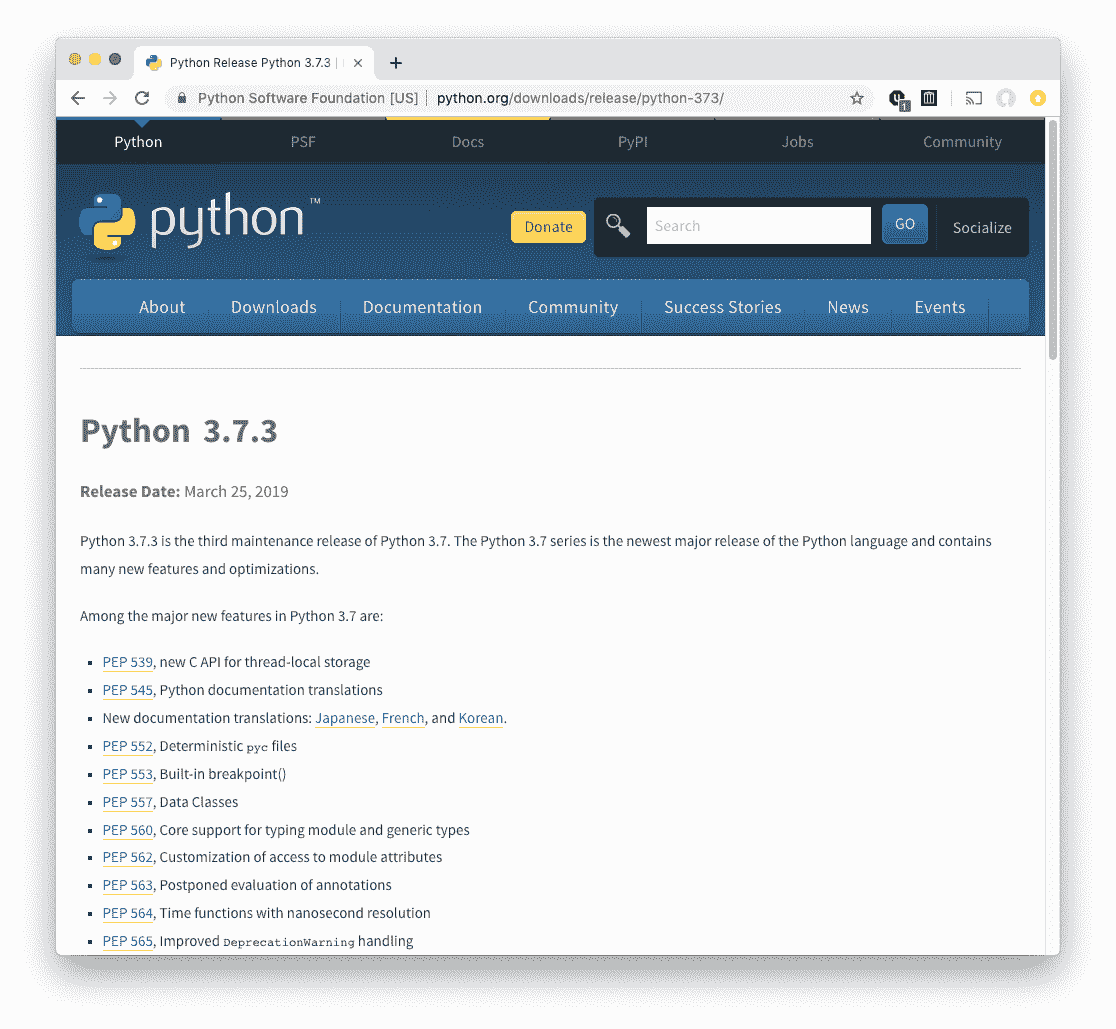 Python Release Python 3.7.3 |
Python Software Foundation [US] | python.org/downloads/release/python-373/
1
Python PSF Docs PyPI Jobs Community
python™
Donate Search GO Socialize
About Downloads Documentation Community Success Stories News Events
Python 3.7.3
Release Date: March 25, 2019
Python 3.7.3 is the third maintenance release of Python 3.7. The Python 3.7 series is the newest major release of the Python language and contains
many new features and optimizations.
Among the major new features in Python 3.7 are:
PEP 539, new C API for thread-local storage
PEP 545, Python documentation translations
New documentation translations: Japanese, French, and Korean.
PEP 552, Deterministic pyc files
PEP 553, Built-in breakpoint()
PEP 557, Data Classes
PEP 560, Core support for typing module and generic types
PEP 562, Customization of access to module attributes
PEP 563, Postponed evaluation of annotations
PEP 564, Time functions with nanosecond resolution
PEP 565, Improved DeprecationWarning handling